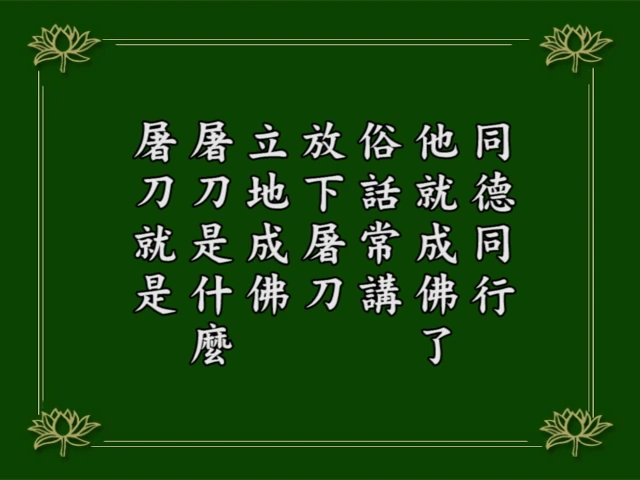 同德同行
他就成佛了
俗話常講
放下屠刀
立地成佛
屠刀是什麼
屠刀就是